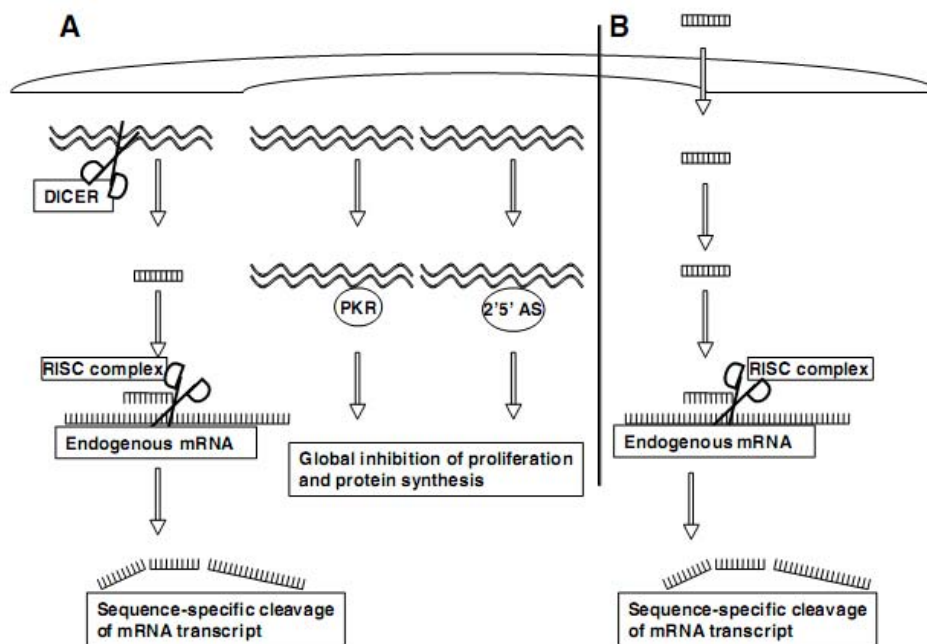 A
DICER
PKR
2'5' AS
RISC complex
Endogenous mRNA
Global inhibition of proliferation
and protein synthesis
Sequence-specific cleavage
of mRNA transcript
B
RISC complex
Endogenous mRNA
Sequence-specific cleavage
of mRNA transcript